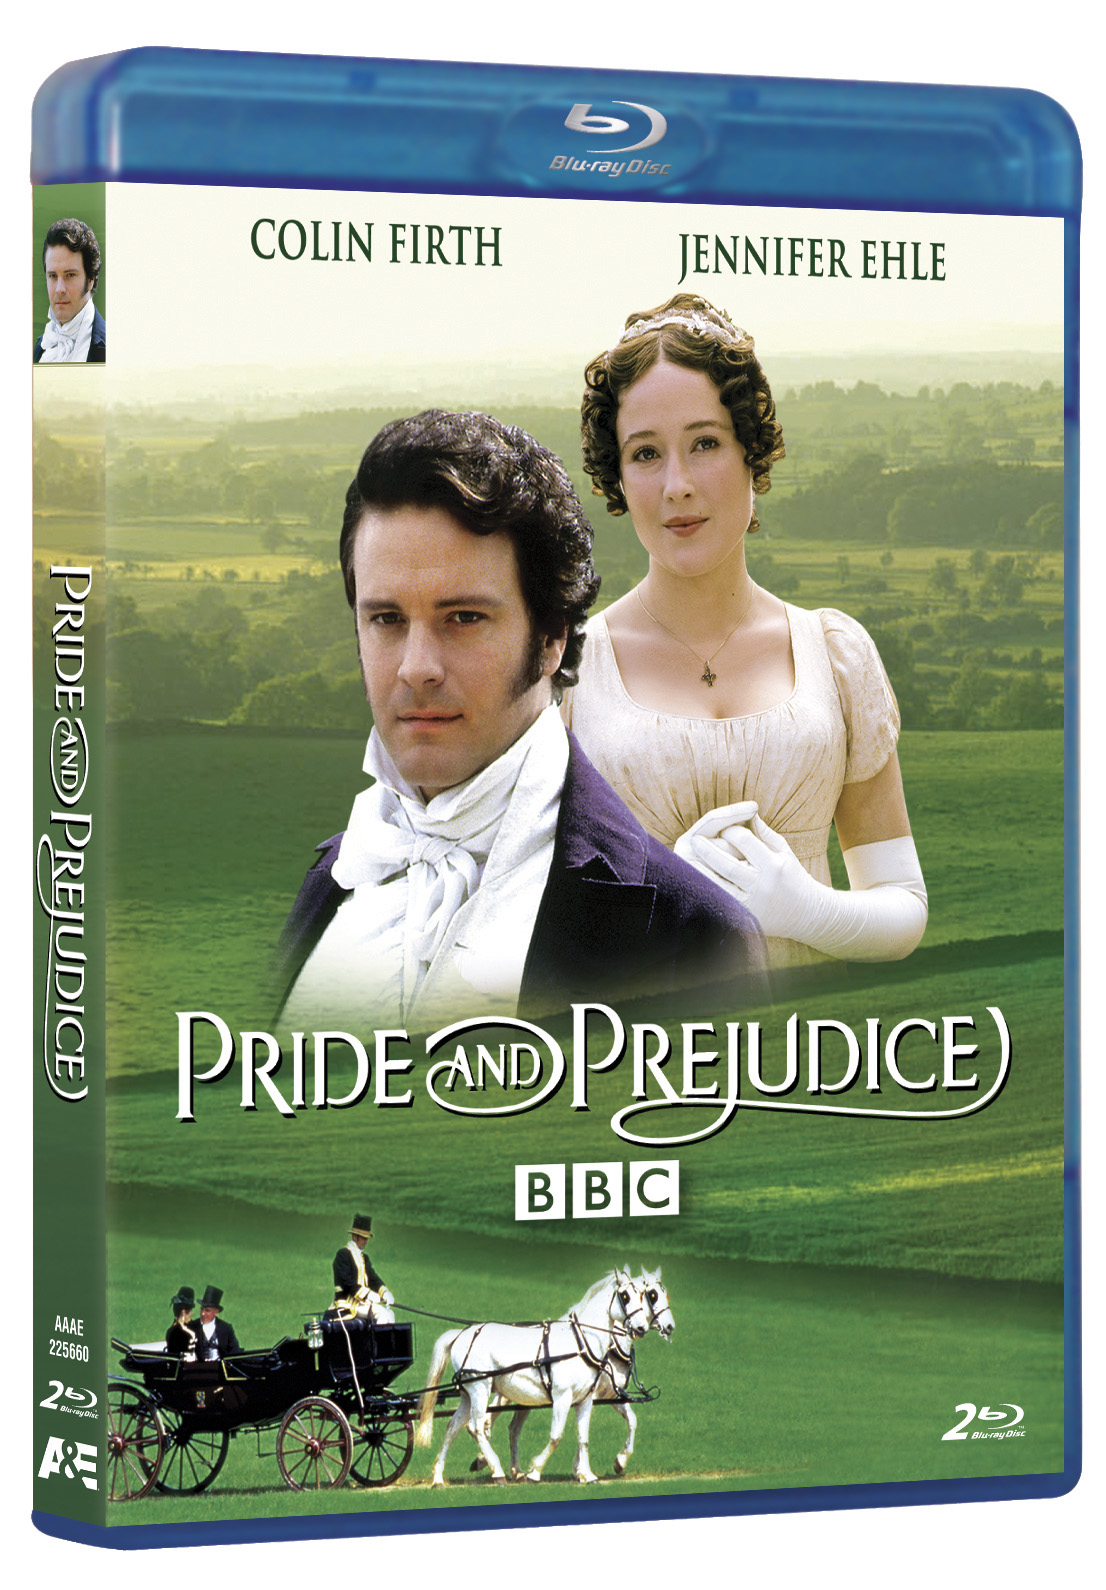 Blu-ray Disc
COLIN FIRTH
JENNIFER EHLE
PRIDE AND PREJUDICE
BBC
2 Blu-ray Disc
PRIDE AND PREJUDICE
AAAE
225660
2 Blu-ray Disc
A&E